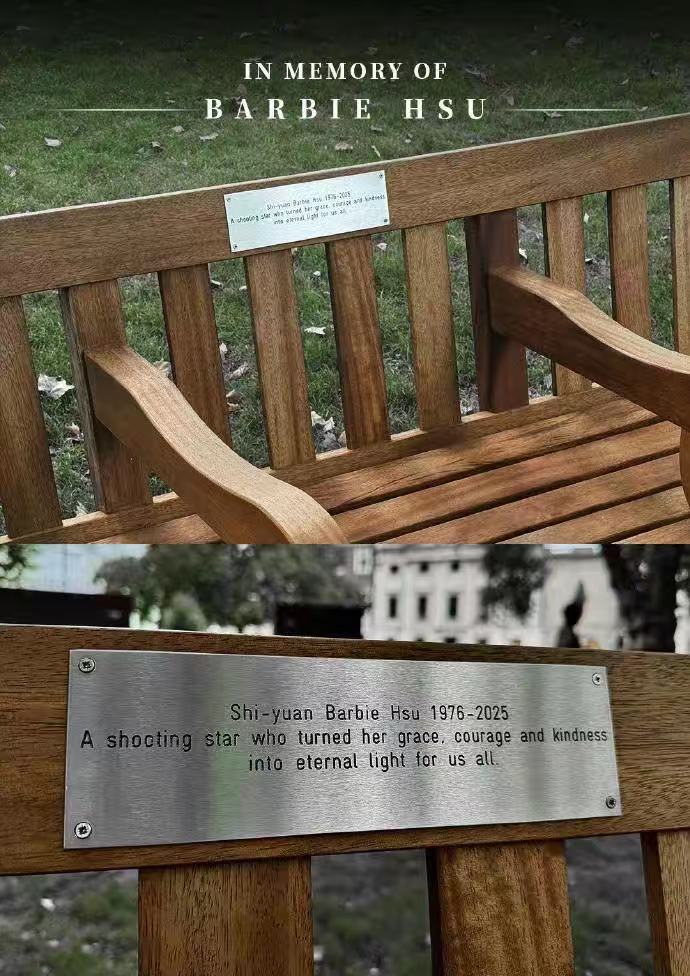 IN MEMORY OF
BARBIE HSU
Shi-yuan Barbie Hsu 1976-2025
A shooting star who turned her grace, courage and kindness
into eternal light for us all.
Shi-yuan Barbie Hsu 1976-2025
A shooting star who turned her grace, courage and kindness
into eternal light for us all.